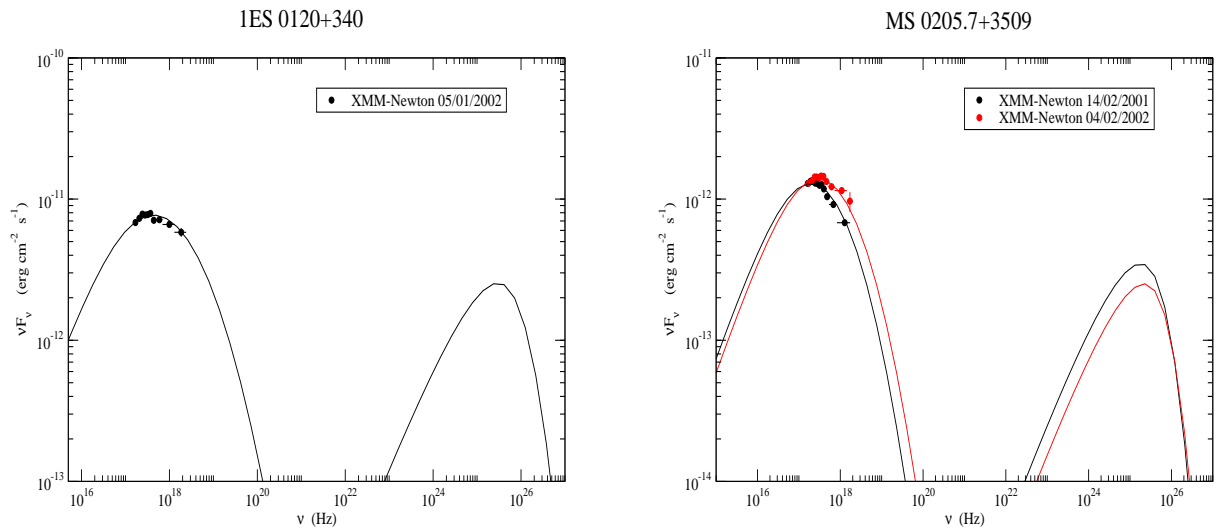 1ES 0120+340
MS 0205.7+3509
10^-10
10^-11
10^-12
10^-13
νF_ν (erg cm^-2 s^-1)
XMM-Newton 05/01/2002
10^16 10^18 10^20 10^22 10^24 10^26
ν (Hz)
10^-11
10^-12
10^-13
10^-14
νF_ν (erg cm^-2 s^-1)
XMM-Newton 14/02/2001
XMM-Newton 04/02/2002
10^16 10^18 10^20 10^22 10^24 10^26
ν (Hz)